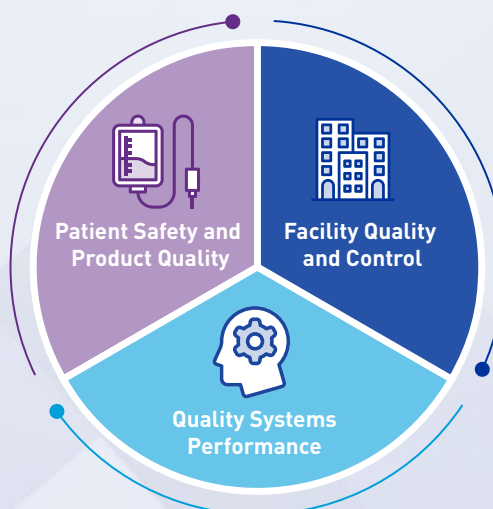 Patient Safety and
Product Quality
Facility Quality
and Control
Quality Systems
Performance